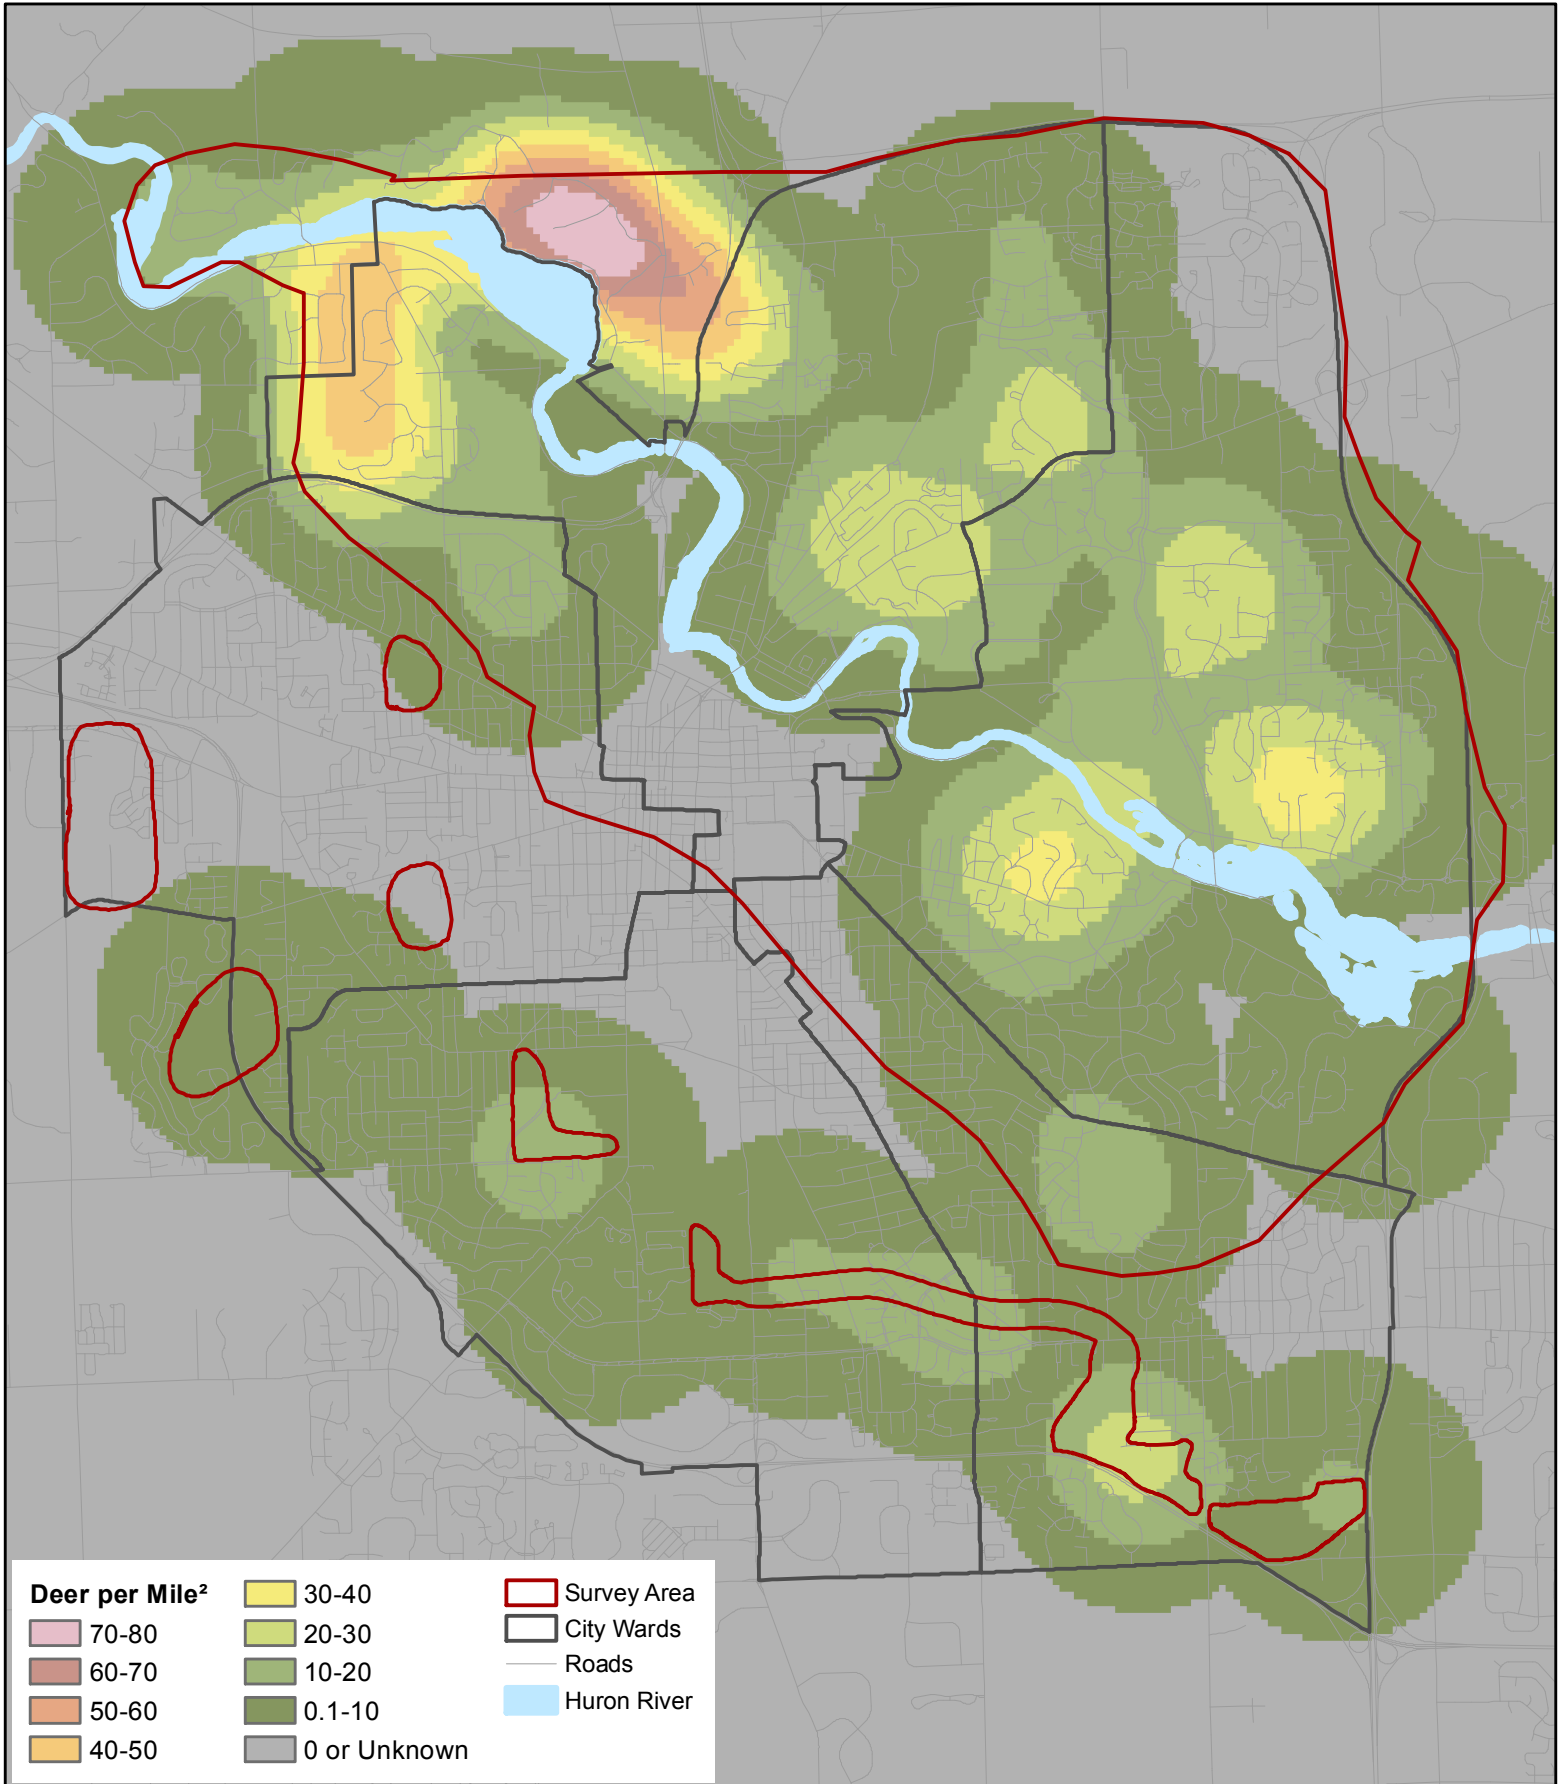 Deer per Mile²
70-80
60-70
50-60
40-50
30-40
20-30
10-20
0.1-10
0 or Unknown
Survey Area
City Wards
Roads
Huron River